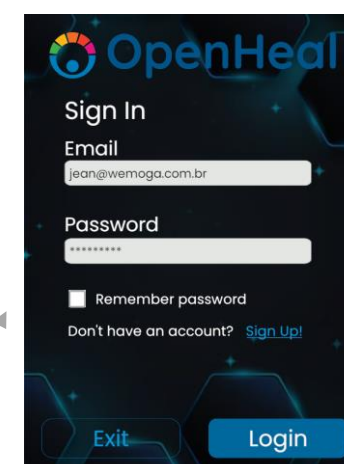 OpenHeal
Sign In
Email
jean@wemoga.com.br
Password
*********
Remember password
Don't have an account? Sign Up!
Exit
Login